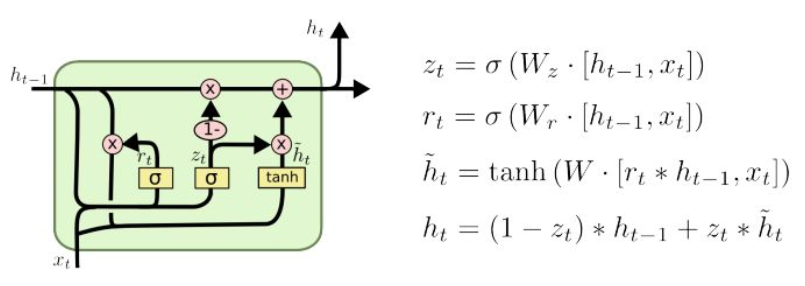 h_t
h_{t-1}
x + 
1-
x r_t z_t x h̃_t
σ σ tanh
x_t
z_t = σ (W_z · [h_{t-1}, x_t])
r_t = σ (W_r · [h_{t-1}, x_t])
h̃_t = tanh (W · [r_t * h_{t-1}, x_t])
h_t = (1 − z_t) * h_{t-1} + z_t * h̃_t